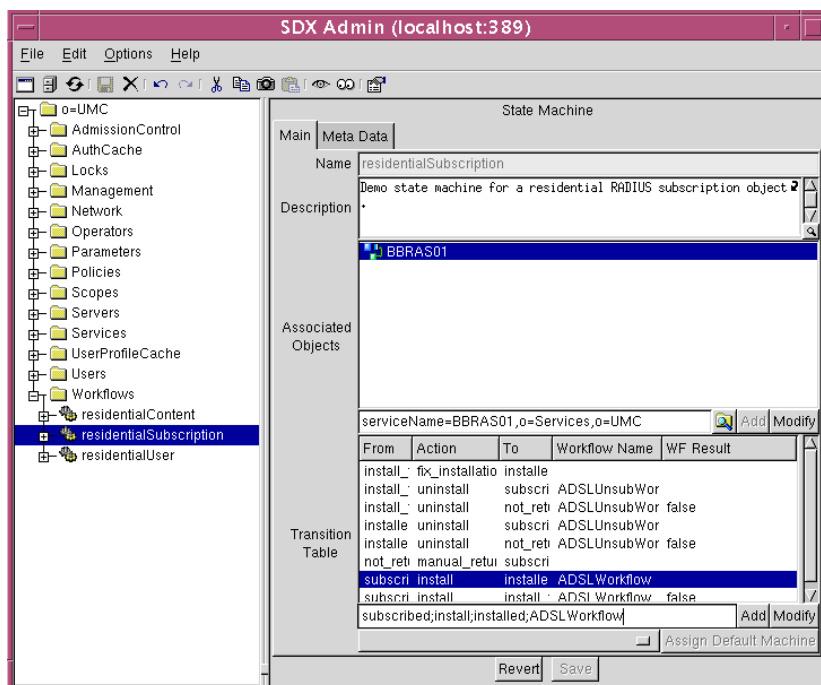 SDX Admin (localhost:389)
File Edit Options Help
o=UMC
AdmissionControl
AuthCache
Locks
Management
Network
Operators
Parameters
Policies
Scopes
Servers
Services
UserProfileCache
Users
Workflows
residentialContent
residentialSubscription
residentialUser
State Machine
Main Meta Data
Name residentialSubscription
Description
Demo state machine for a residential RADIUS subscription object
.
Associated Objects
BBRAS01
serviceName=BBRAS01,o=Services,o=UMC Add Modify
Transition Table
From Action To Workflow Name WF Result
install_ fix_installatio installe
install_ uninstall subscri ADSLUnsubWor
install_ uninstall not_ret ADSLUnsubWor false
installe uninstall subscri ADSLUnsubWor
installe uninstall not_ret ADSLUnsubWor false
not_ret manual_retu subscri
subscri install installe ADSLWorkflow
subscri install install_ ADSLWorkflow false
subscribed;install;installed;ADSLWorkflow Add Modify
Assign Default Machine
Revert Save